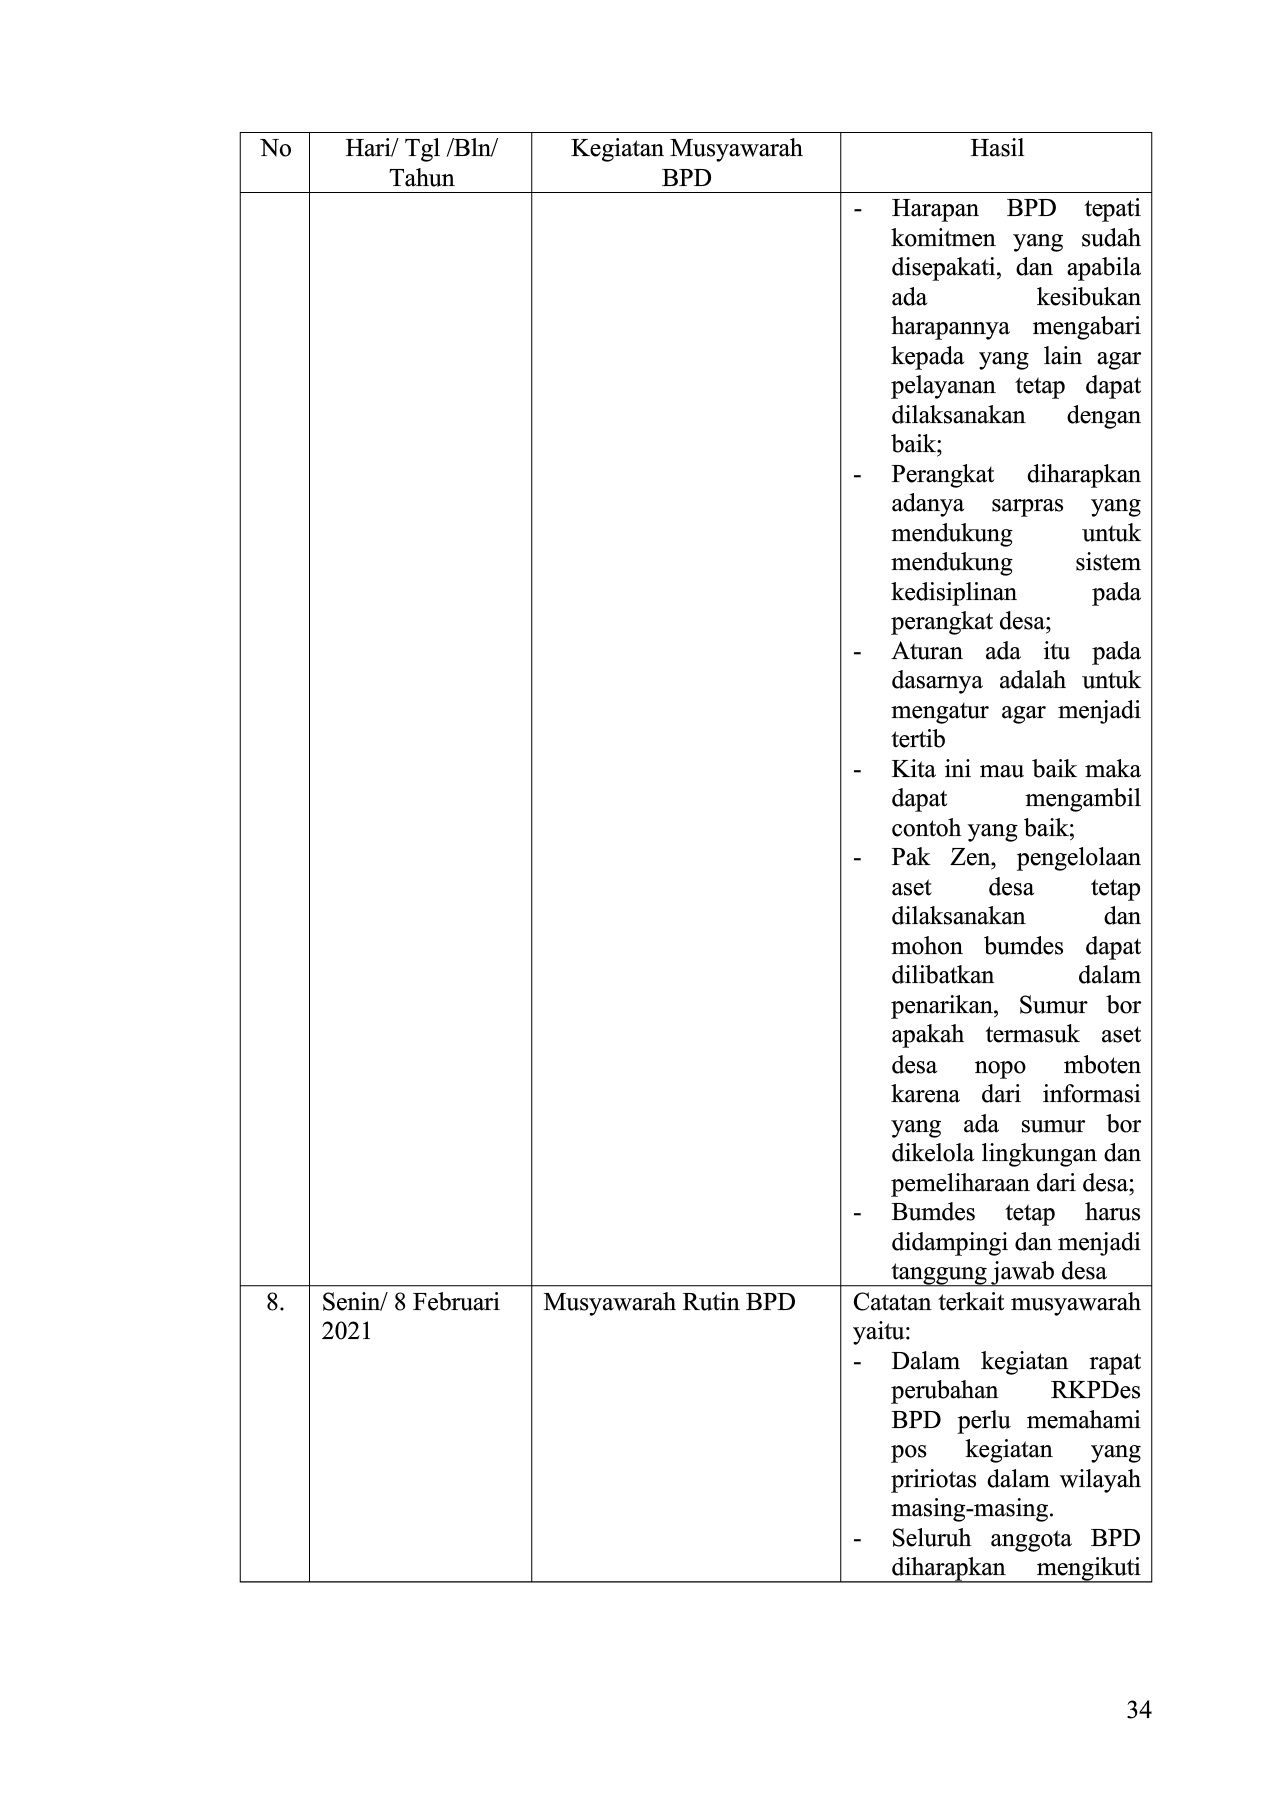 No
Hari/ Tgl /Bln/
Tahun
Kegiatan Musyawarah
BPD
Hasil
- Harapan BPD tepati
komitmen yang sudah
disepakati, dan apabila
ada kesibukan
harapannya mengabari
kepada yang lain agar
pelayanan tetap dapat
dilaksanakan dengan
baik;
- Perangkat diharapkan
adanya sarpras yang
mendukung untuk
mendukung sistem
kedisiplinan pada
perangkat desa;
- Aturan ada itu pada
dasarnya adalah untuk
mengatur agar menjadi
tertib
- Kita ini mau baik maka
dapat mengambil
contoh yang baik;
- Pak Zen, pengelolaan
aset desa tetap
dilaksanakan dan
mohon bumdes dapat
dilibatkan dalam
penarikan, Sumur bor
apakah termasuk aset
desa nopo mboten
karena dari informasi
yang ada sumur bor
dikelola lingkungan dan
pemeliharaan dari desa;
- Bumdes tetap harus
didampingi dan menjadi
tanggung jawab desa
8.
Senin/ 8 Februari
2021
Musyawarah Rutin BPD
Catatan terkait musyawarah
yaitu:
- Dalam kegiatan rapat
perubahan RKPDes
BPD perlu memahami
pos kegiatan yang
pririotas dalam wilayah
masing-masing.
- Seluruh anggota BPD
diharapkan mengikuti
34